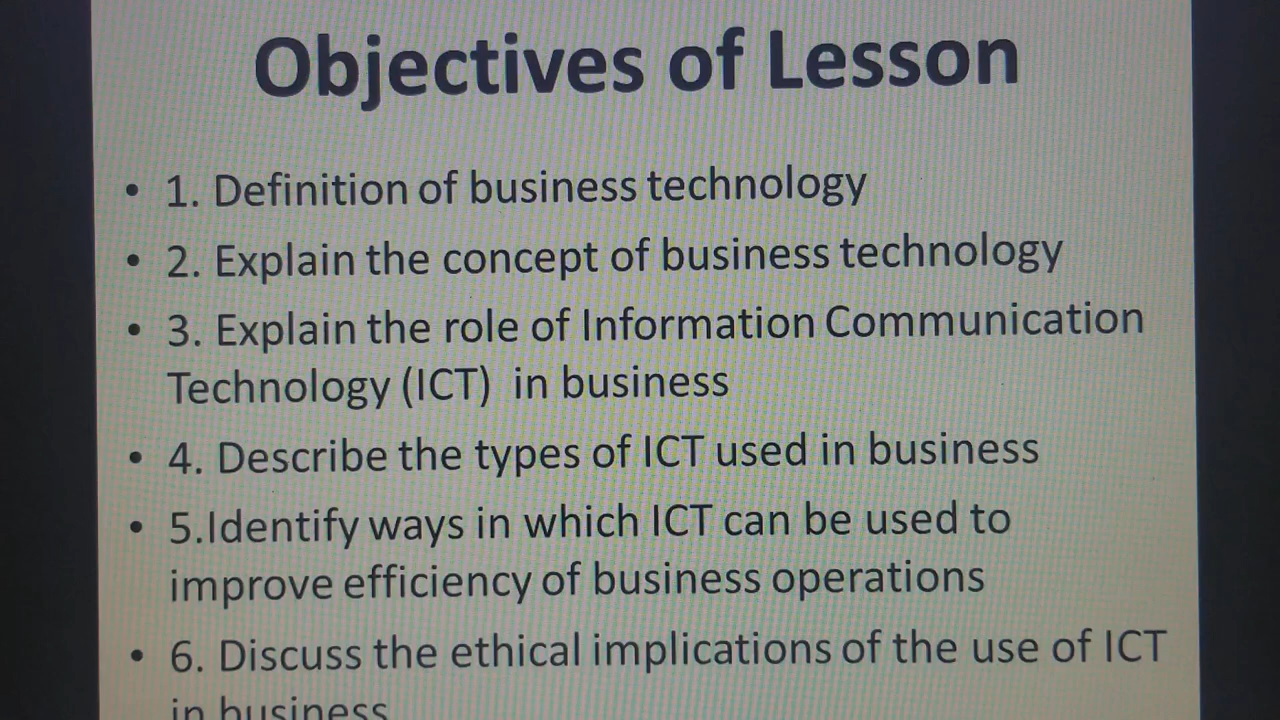 Objectives of Lesson
• 1. Definition of business technology
• 2. Explain the concept of business technology
• 3. Explain the role of Information Communication
Technology (ICT)  in business
• 4. Describe the types of ICT used in business
• 5.Identify ways in which ICT can be used to
improve efficiency of business operations
• 6. Discuss the ethical implications of the use of ICT
in business